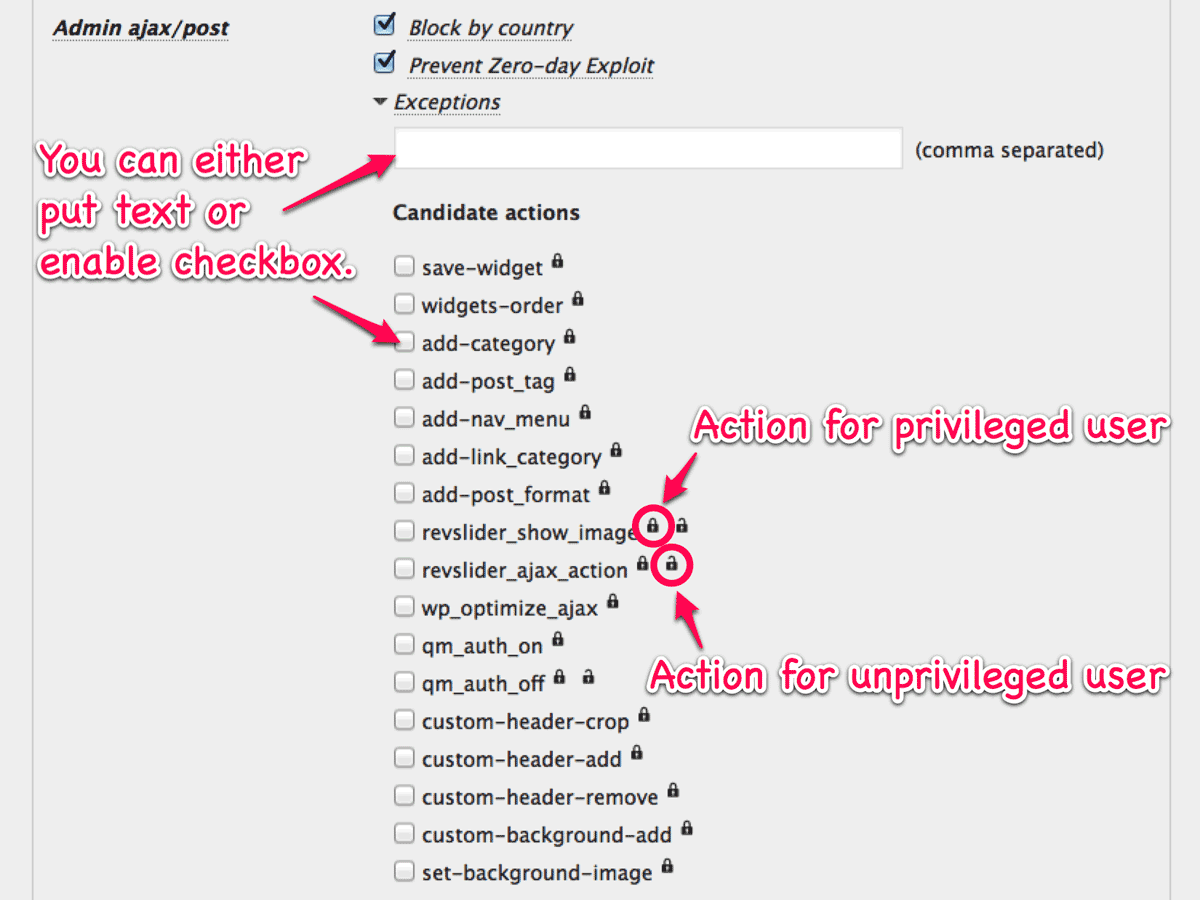 Admin ajax/post
Block by country
Prevent Zero-day Exploit
Exceptions
(comma separated)
You can either
put text or
enable checkbox.
Candidate actions
save-widget
widgets-order
add-category
add-post_tag
add-nav_menu
add-link_category
add-post_format
Action for privileged user
revslider_show_image
revslider_ajax_action
wp_optimize_ajax
qm_auth_on
qm_auth_off
Action for unprivileged user
custom-header-crop
custom-header-add
custom-header-remove
custom-background-add
set-background-image